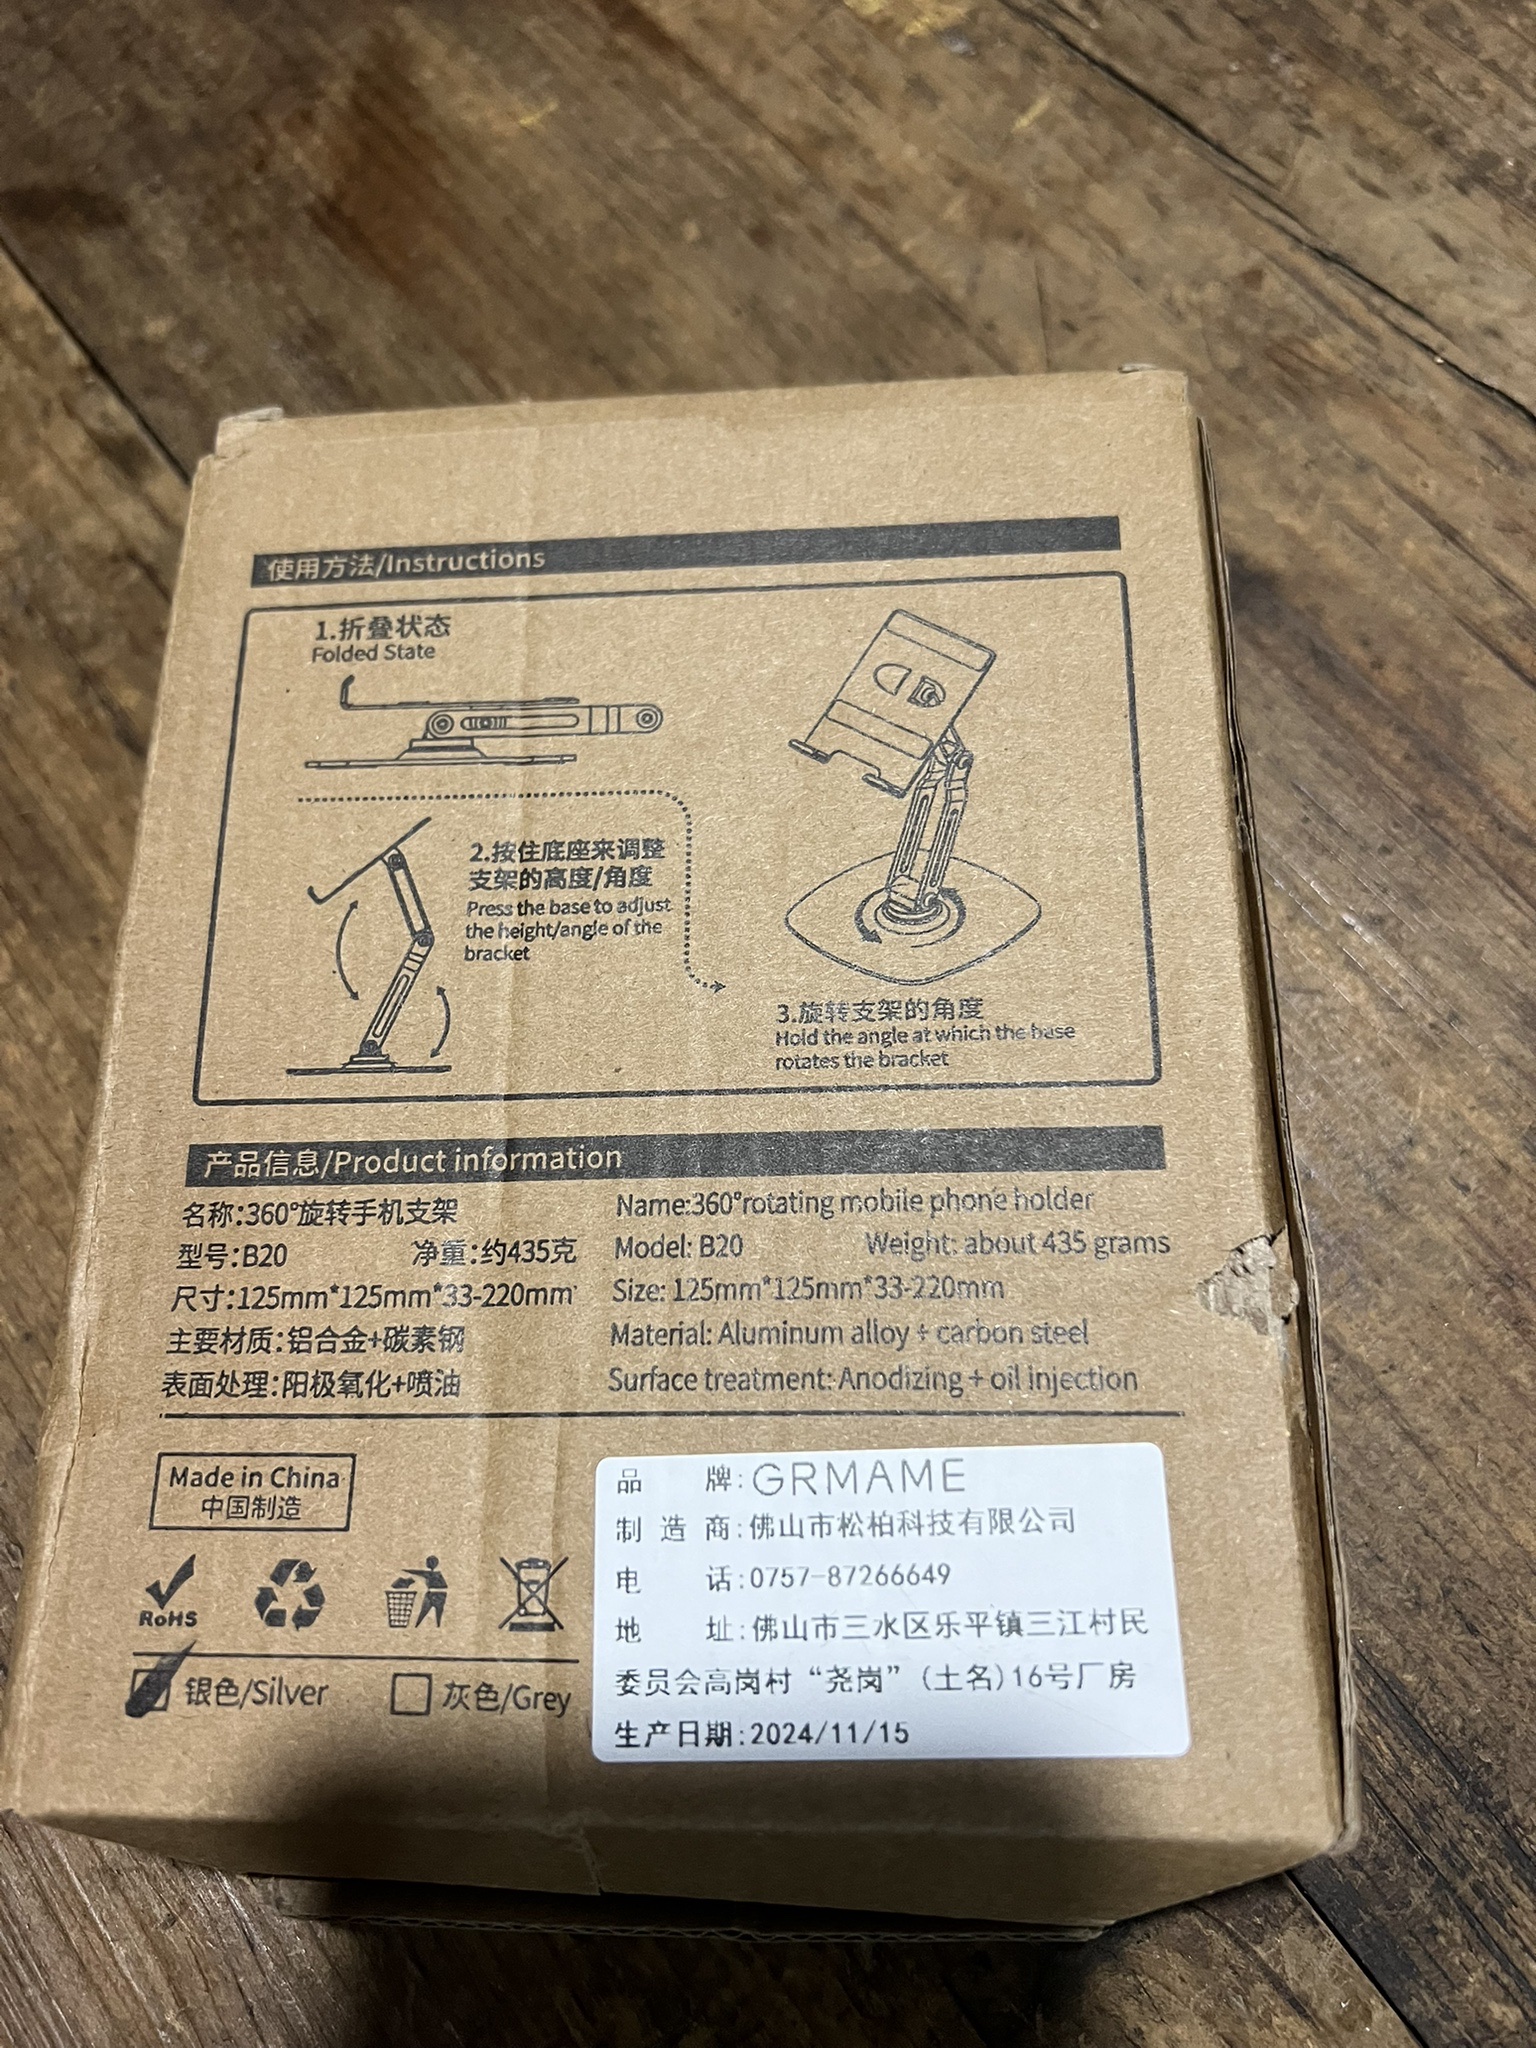 使用方法/Instructions
1.折叠状态
Folded State
2.按住底座来调整
支架的高度/角度
Press the base to adjust
the height/angle of the
bracket
3.旋转支架的角度
Hold the angle at which the base
rotates the bracket
产品信息/Product information
名称:360°旋转手机支架
型号:B20 净重:约435克
尺寸:125mm*125mm*33-220mm
主要材质:铝合金+碳素钢
表面处理:阳极氧化+喷油
Name:360°rotating mobile phone holder
Model: B20 Weight: about 435 grams
Size: 125mm*125mm*33-220mm
Material: Aluminum alloy + carbon steel
Surface treatment: Anodizing + oil injection
Made in China
中国制造
RoHS
银色/Silver 灰色/Grey
品 牌:GRMAME
制 造 商:佛山市松柏科技有限公司
电 话:0757-87266649
地 址:佛山市三水区乐平镇三江村民
委员会高岗村“尧岗”(土名)16号厂房
生产日期:2024/11/15